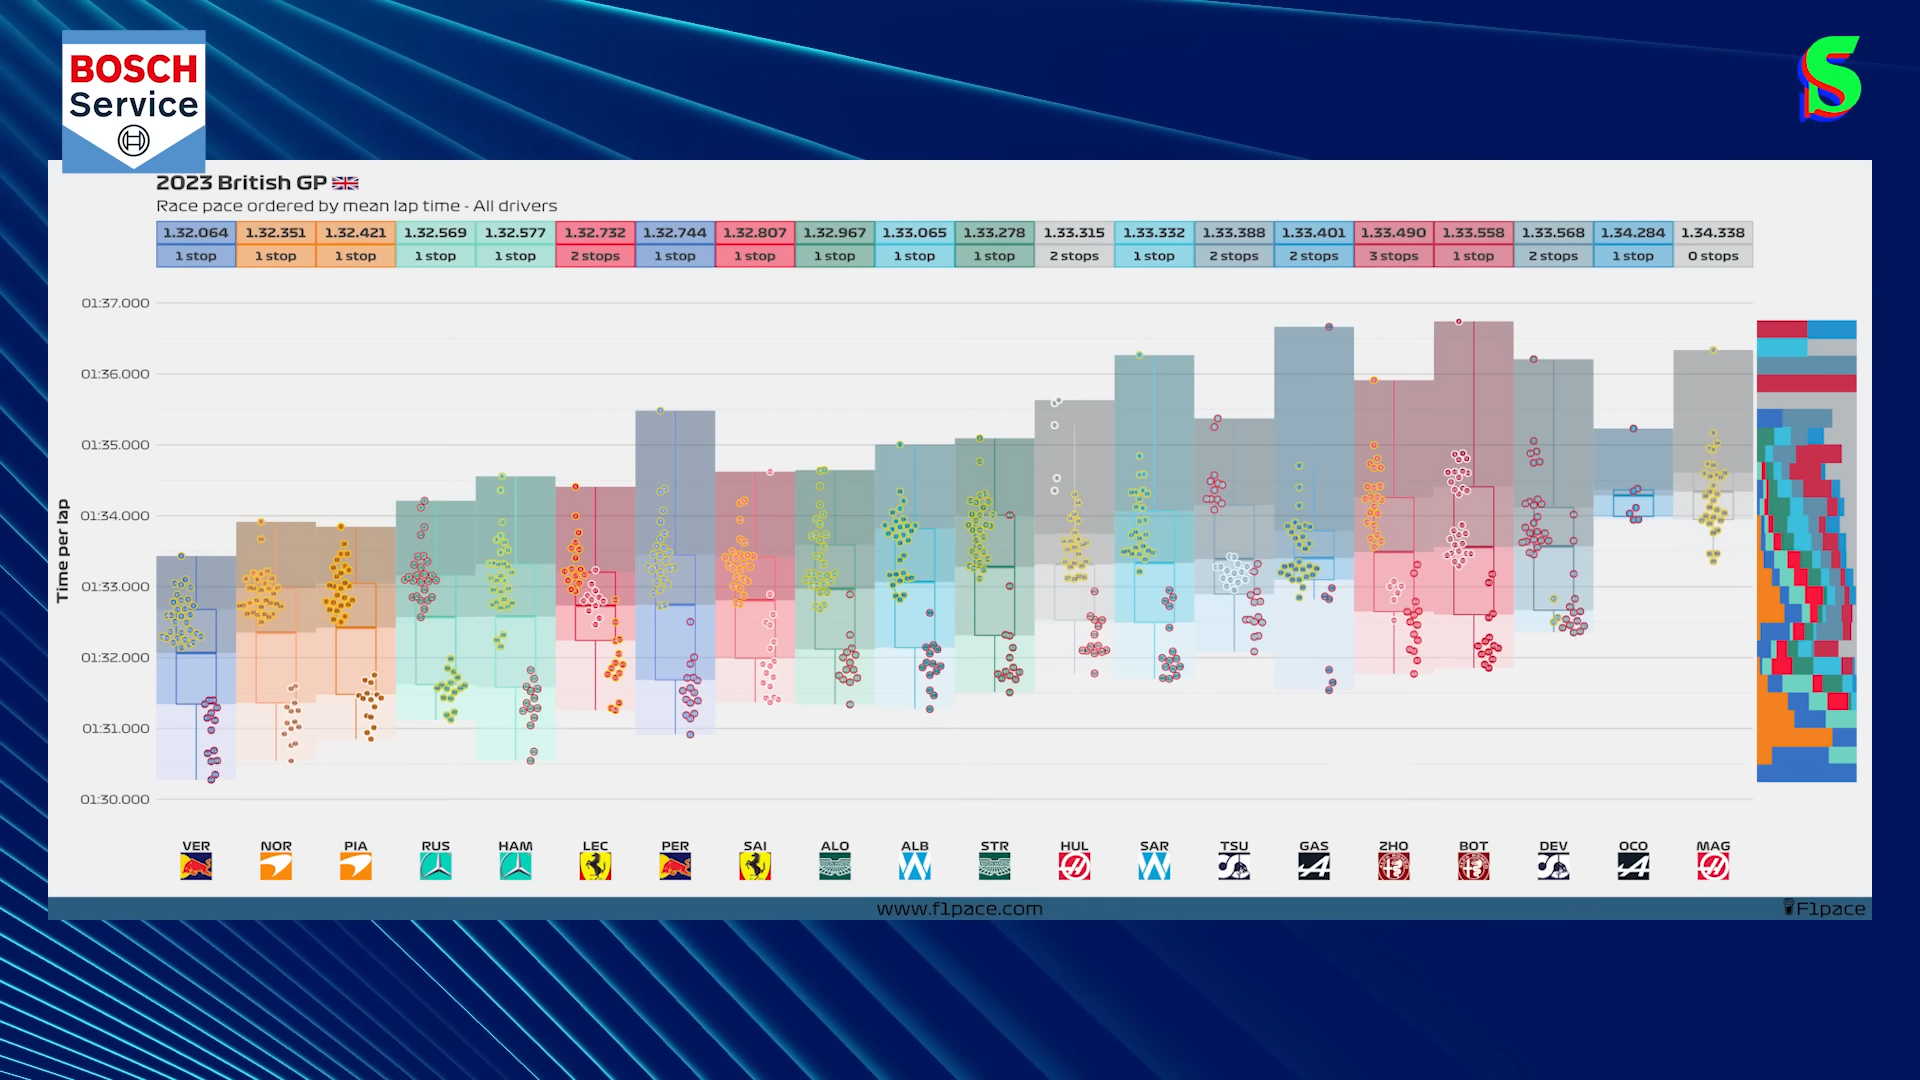 BOSCH
Service
S
2023 British GP
Race pace ordered by mean lap time - All drivers
1.32.064 1.32.351 1.32.421 1.32.569 1.32.577 1.32.732 1.32.744 1.32.807 1.32.967 1.33.065 1.33.278 1.33.315 1.33.332 1.33.388 1.33.401 1.33.490 1.33.558 1.33.568 1.34.284 1.34.338
1 stop 1 stop 1 stop 1 stop 1 stop 2 stops 1 stop 1 stop 1 stop 1 stop 1 stop 2 stops 1 stop 2 stops 2 stops 3 stops 1 stop 2 stops 1 stop 0 stops
Time per lap
01:37.000
01:36.000
01:35.000
01:34.000
01:33.000
01:32.000
01:31.000
01:30.000
VER NOR PIA RUS HAM LEC PER SAI ALO ALB STR HUL SAR TSU GAS ZHO BOT DEV OCO MAG
www.f1pace.com
F1pace